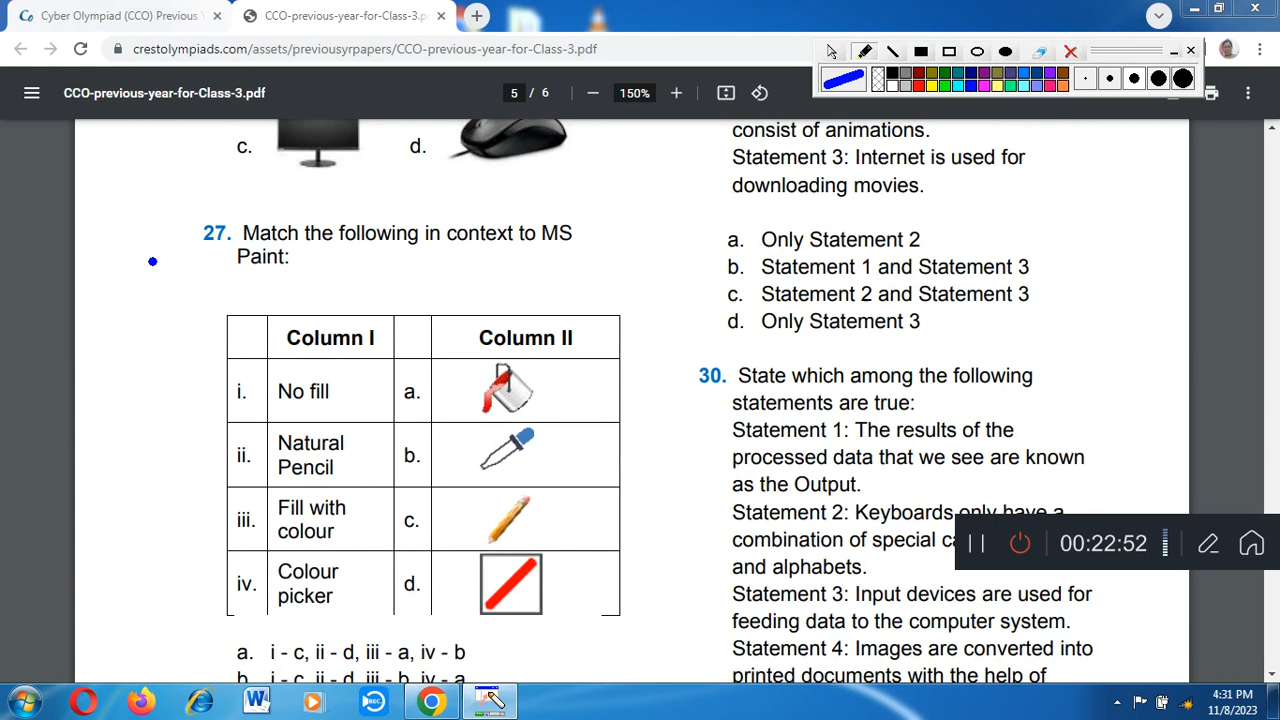 Cyber Olympiad (CCO) Previous
CCO-previous-year-for-Class-3.p
crestolympiads.com/assets/previousyrpapers/CCO-previous-year-for-Class-3.pdf
CCO-previous-year-for-Class-3.pdf
5 / 6
150%
c.
d.
27. Match the following in context to MS
Paint:
Column I Column II
i. No fill a.
ii. Natural
Pencil b.
iii. Fill with
colour c.
iv. Colour
picker d.
a. i - c, ii - d, iii - a, iv - b
b. i - c, ii - d, iii - b, iv - a
consist of animations.
Statement 3: Internet is used for
downloading movies.
a. Only Statement 2
b. Statement 1 and Statement 3
c. Statement 2 and Statement 3
d. Only Statement 3
30. State which among the following
statements are true:
Statement 1: The results of the
processed data that we see are known
as the Output.
Statement 2: Keyboards only have a
combination of special
and alphabets.
Statement 3: Input devices are used for
feeding data to the computer system.
Statement 4: Images are converted into
printed documents with the help of
00:22:52
REC
4:31 PM
11/8/2023